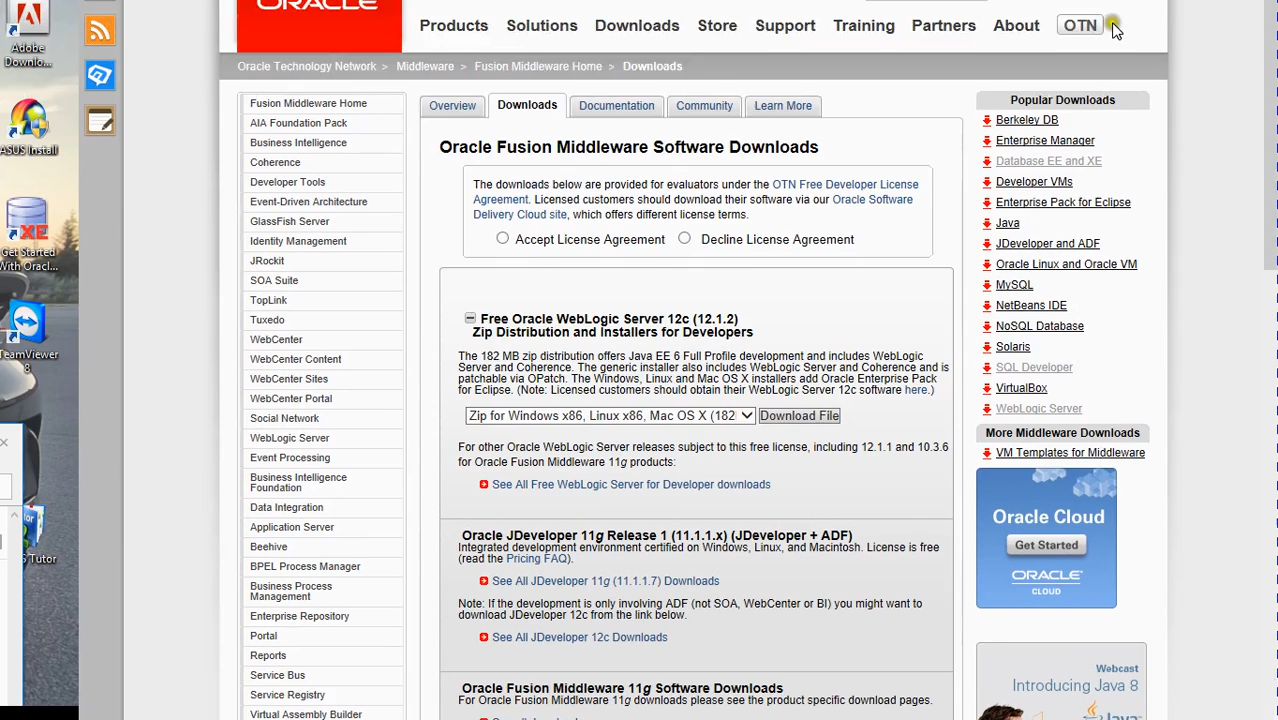 ORACLE
Products Solutions Downloads Store Support Training Partners About OTN
Oracle Technology Network > Middleware > Fusion Middleware Home > Downloads
Adobe
Downlo...
ASUS Install
XE
Get Started
With Oracl...
TeamViewer
8
Tutor
Fusion Middleware Home
AIA Foundation Pack
Business Intelligence
Coherence
Developer Tools
Event-Driven Architecture
GlassFish Server
Identity Management
JRockit
SOA Suite
TopLink
Tuxedo
WebCenter
WebCenter Content
WebCenter Sites
WebCenter Portal
Social Network
WebLogic Server
Event Processing
Business Intelligence
Foundation
Data Integration
Application Server
Beehive
BPEL Process Manager
Business Process
Management
Enterprise Repository
Portal
Reports
Service Bus
Service Registry
Virtual Assembly Builder
Overview Downloads Documentation Community Learn More
Oracle Fusion Middleware Software Downloads
The downloads below are provided for evaluators under the OTN Free Developer License
Agreement. Licensed customers should download their software via our Oracle Software
Delivery Cloud site, which offers different license terms.
Accept License Agreement Decline License Agreement
Free Oracle WebLogic Server 12c (12.1.2)
Zip Distribution and Installers for Developers
The 182 MB zip distribution offers Java EE 6 Full Profile development and includes WebLogic
Server and Coherence. The generic installer also includes WebLogic Server and Coherence and is
patchable via OPatch. The Windows, Linux and Mac OS X installers add Oracle Enterprise Pack
for Eclipse. (Note: Licensed customers should obtain their WebLogic Server 12c software here.)
Zip for Windows x86, Linux x86, Mac OS X (182 Download File
For other Oracle WebLogic Server releases subject to this free license, including 12.1.1 and 10.3.6
for Oracle Fusion Middleware 11g products:
See All Free WebLogic Server for Developer downloads
Oracle JDeveloper 11g Release 1 (11.1.1.x) (JDeveloper + ADF)
Integrated development environment certified on Windows, Linux, and Macintosh. License is free
(read the Pricing FAQ).
See All JDeveloper 11g (11.1.1.7) Downloads
Note: If the development is only involving ADF (not SOA, WebCenter or BI) you might want to
download JDeveloper 12c from the link below.
See All JDeveloper 12c Downloads
Oracle Fusion Middleware 11g Software Downloads
For Oracle Fusion Middleware 11g downloads please see the product specific download pages.
Popular Downloads
Berkeley DB
Enterprise Manager
Database EE and XE
Developer VMs
Enterprise Pack for Eclipse
Java
JDeveloper and ADF
Oracle Linux and Oracle VM
MySQL
NetBeans IDE
NoSQL Database
Solaris
SQL Developer
VirtualBox
WebLogic Server
More Middleware Downloads
VM Templates for Middleware
Oracle Cloud
Get Started
ORACLE
CLOUD
Webcast
Introducing Java 8